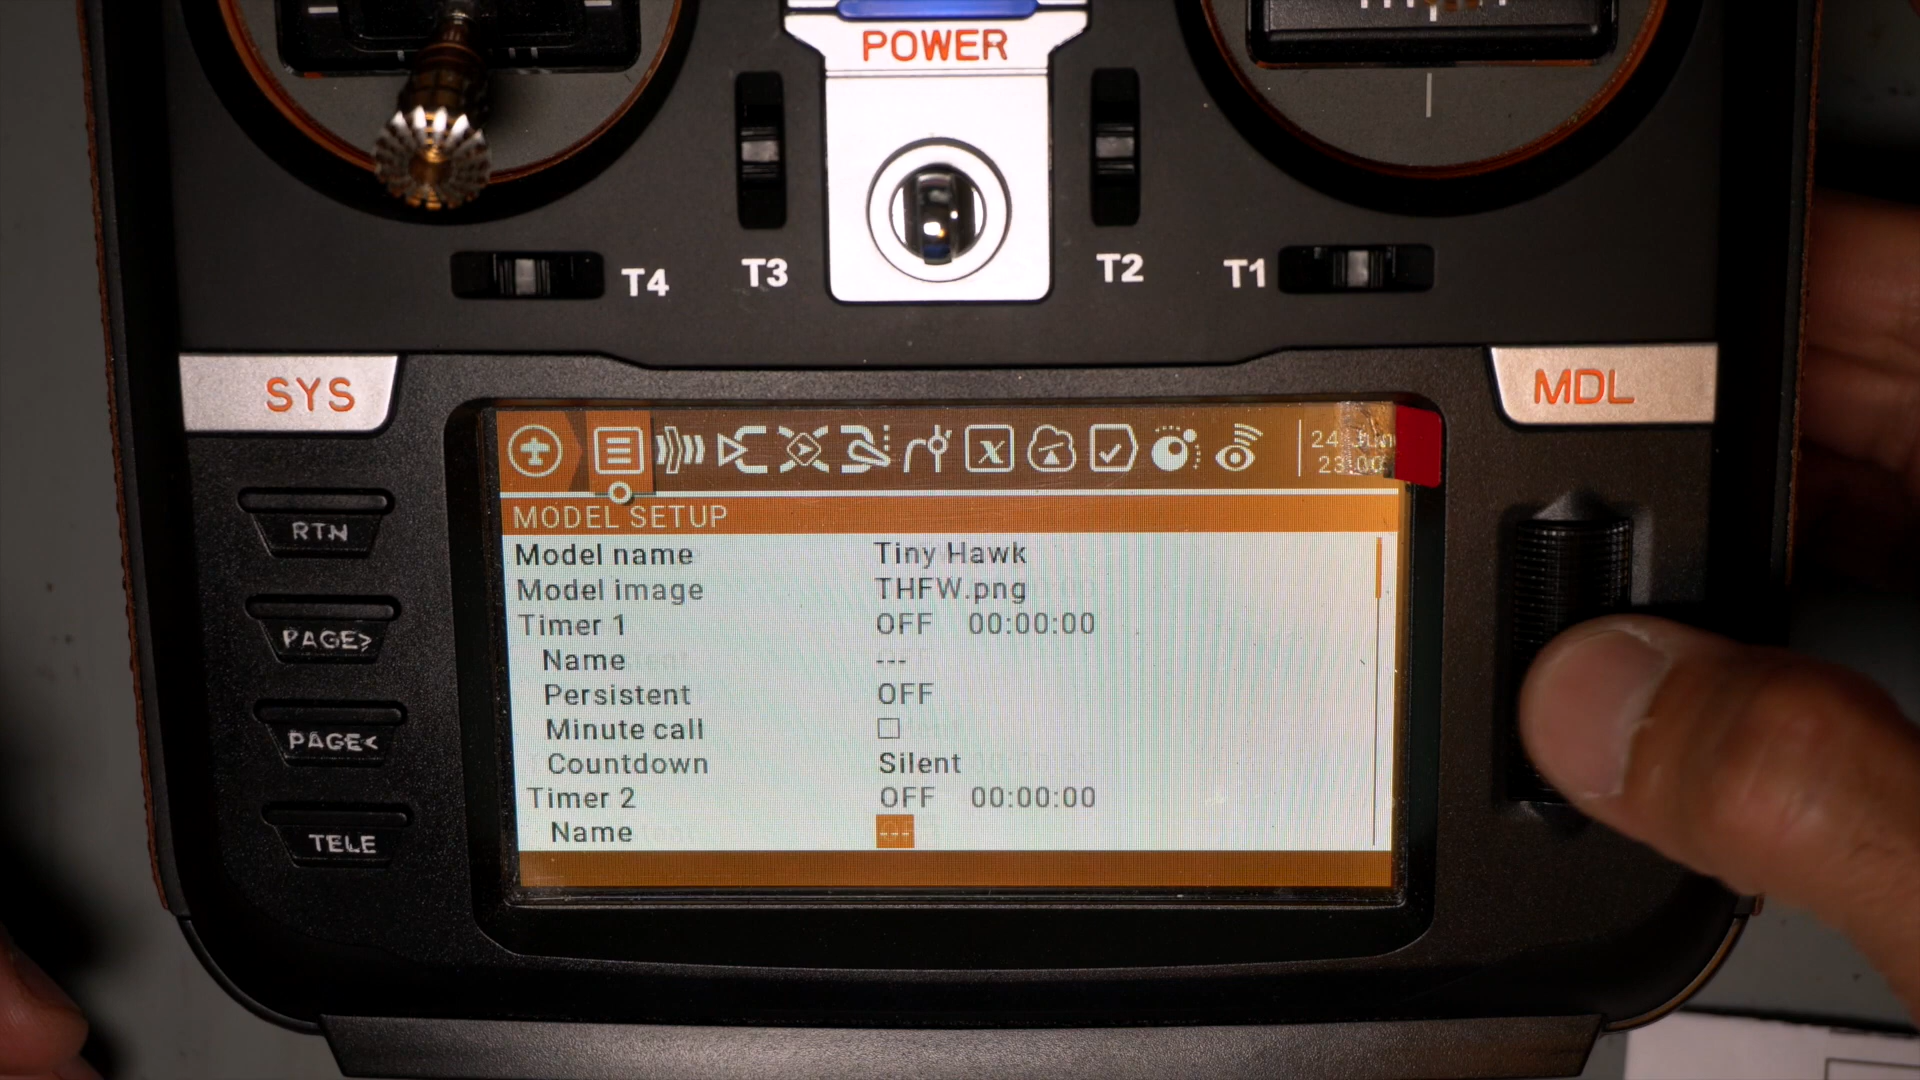 POWER
T4
T3
T2
T1
SYS
MDL
RTN
PAGE>
PAGE<
TELE
24 Jun
23:00
MODEL SETUP
Model name Tiny Hawk
Model image THFW.png
Timer 1 OFF 00:00:00
Name ---
Persistent OFF
Minute call
Countdown Silent
Timer 2 OFF 00:00:00
Name ---